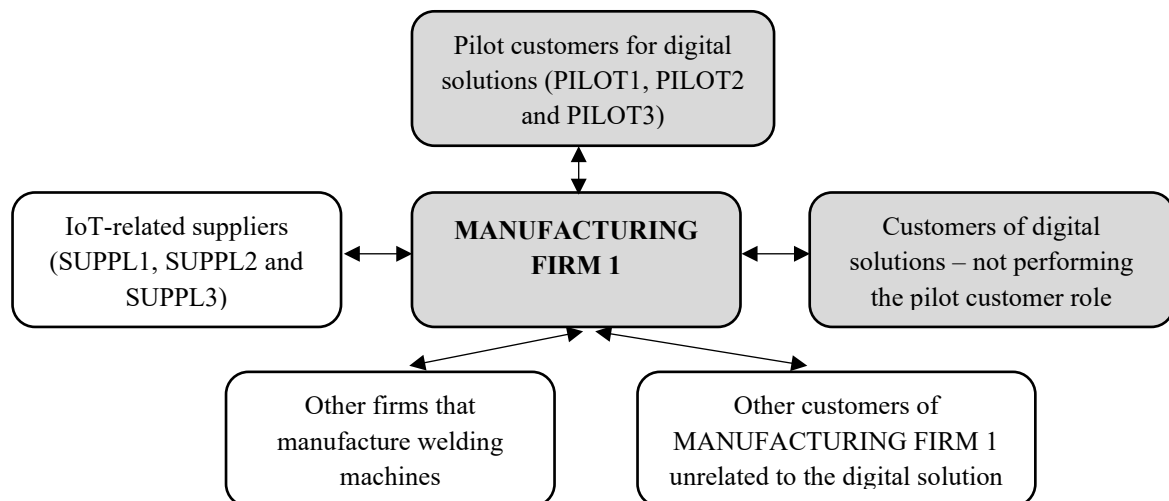 Pilot customers for digital
solutions (PILOT1, PILOT2
and PILOT3)
IoT-related suppliers
(SUPPL1, SUPPL2 and
SUPPL3)
MANUFACTURING
FIRM 1
Customers of digital
solutions – not performing
the pilot customer role
Other firms that
manufacture welding
machines
Other customers of
MANUFACTURING FIRM 1
unrelated to the digital solution